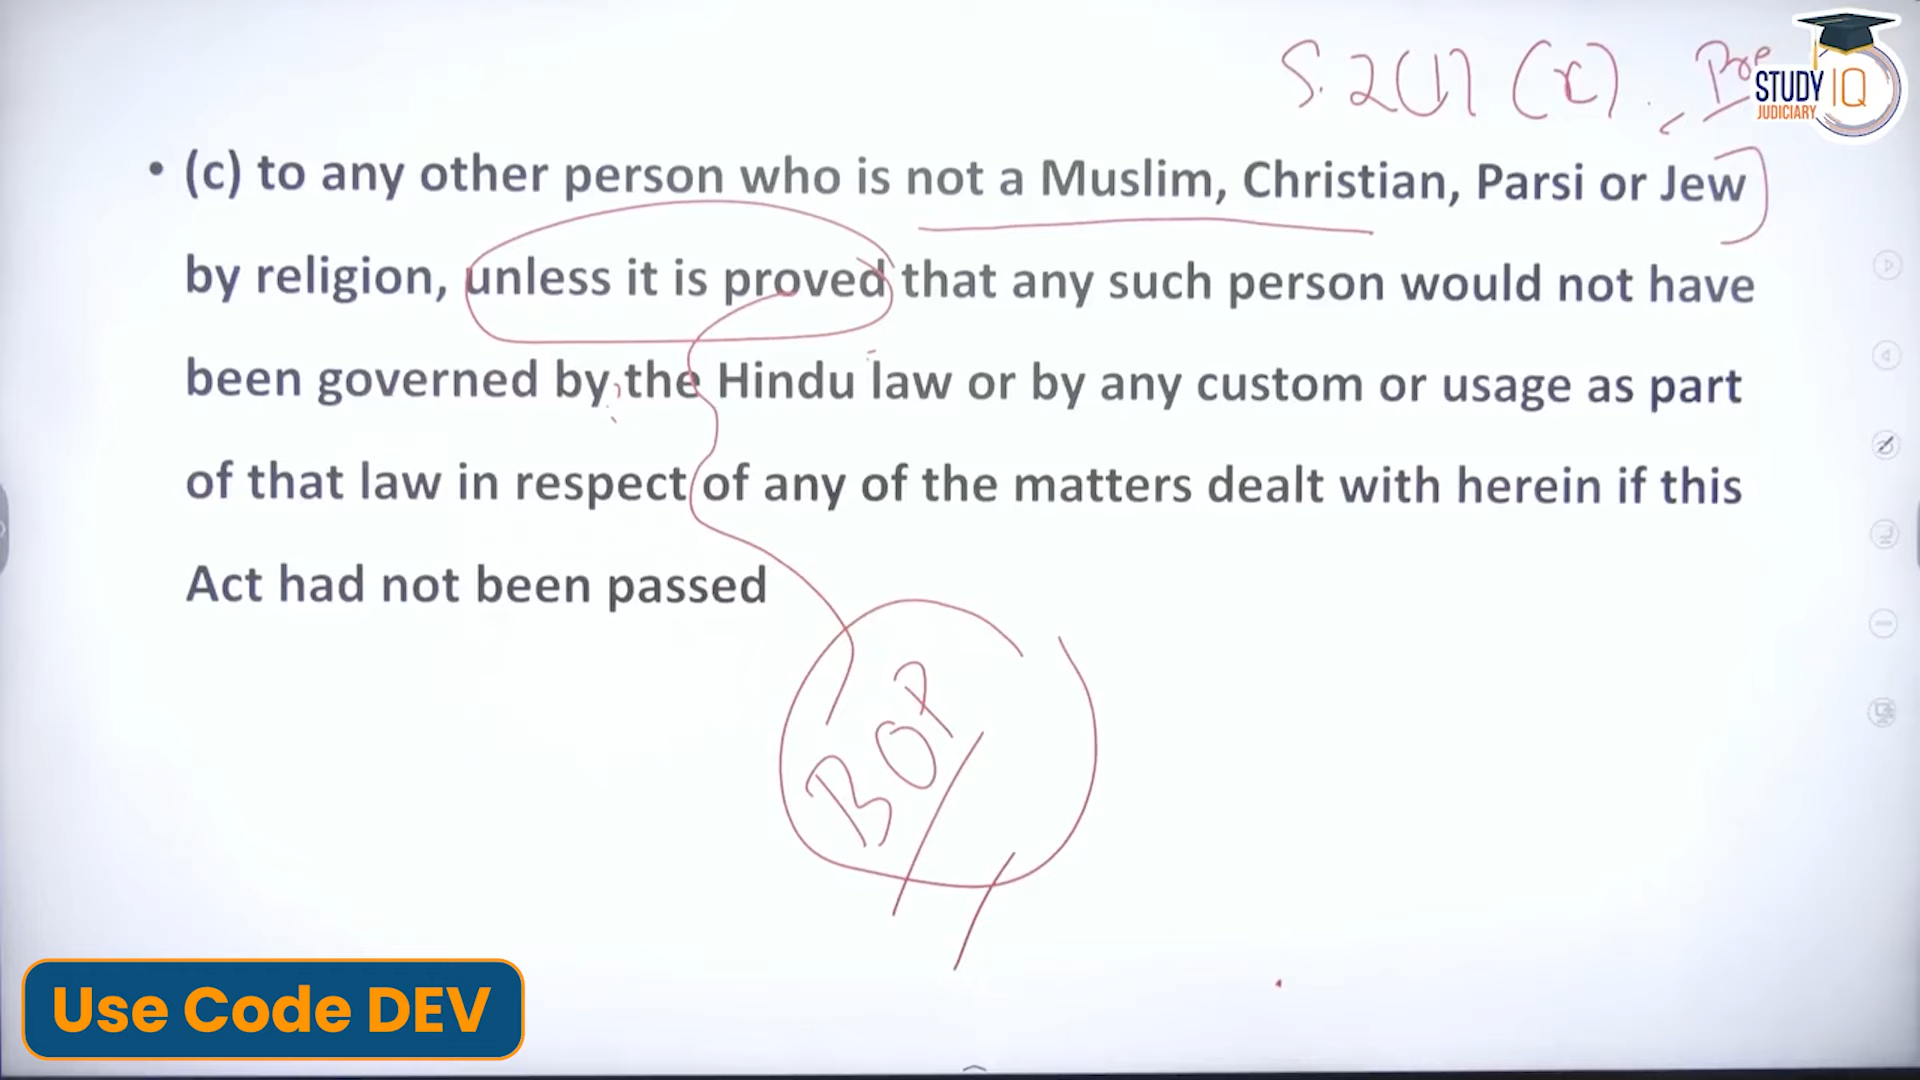 S. 2(1) (c)
STUDY IQ
JUDICIARY
• (c) to any other person who is not a Muslim, Christian, Parsi or Jew
by religion, unless it is proved that any such person would not have
been governed by the Hindu law or by any custom or usage as part
of that law in respect of any of the matters dealt with herein if this
Act had not been passed
BOP
Use Code DEV